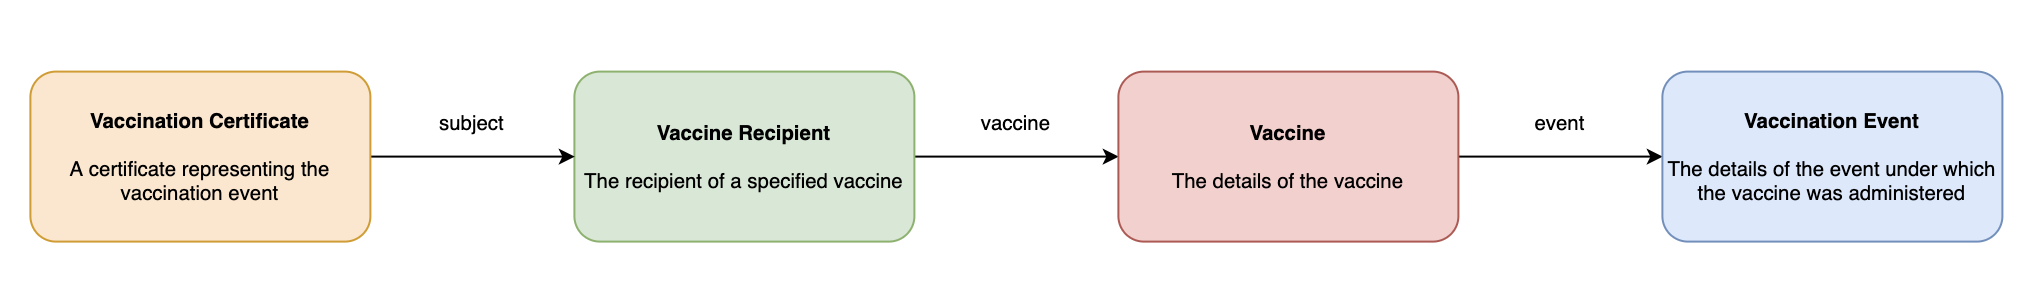 Vaccination Certificate
A certificate representing the
vaccination event
subject
Vaccine Recipient
The recipient of a specified vaccine
vaccine
Vaccine
The details of the vaccine
event
Vaccination Event
The details of the event under which
the vaccine was administered